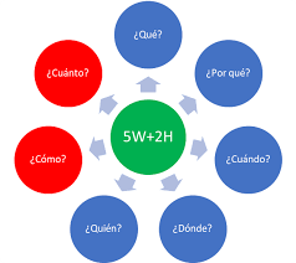 ¿Qué?
¿Por qué?
¿Cuándo?
¿Dónde?
¿Quién?
¿Cómo?
¿Cuánto?
5W+2H